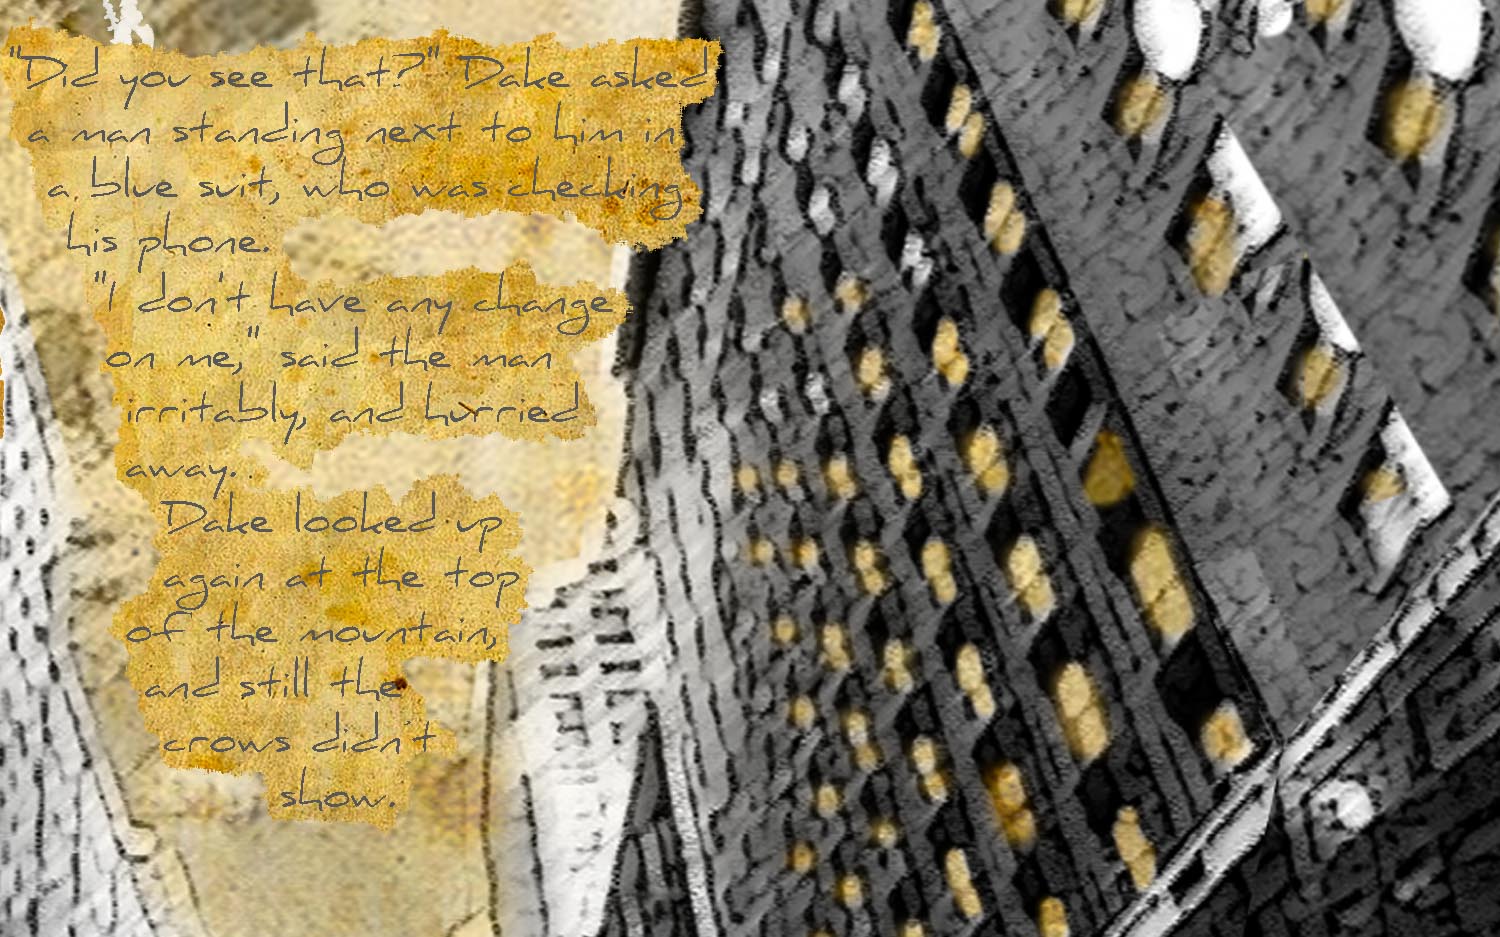 "Did you see that?" Dake asked
a man standing next to him in
a blue suit, who was checking
his phone.
"I don't have any change
on me," said the man
irritably, and hurried
away.
Dake looked up
again at the top
of the mountain,
and still the
crows didn't
show.